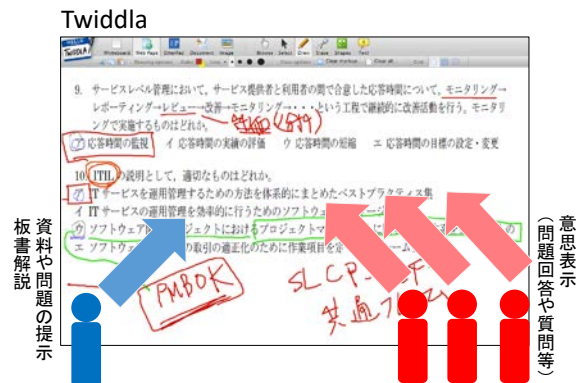 Twiddla
TWIDDLA
9. サービスレベル管理において、サービス提供者と利用者の間で合意した応答時間について、モニタリング→
レポーティング→レビュー→改善→モニタリング→・・・という工程で継続的に改善活動を行う。モニタリ
ングで実施するものはどれか。
ア 応答時間の監視 イ 応答時間の実績の評価 ウ 応答時間の短縮 エ 応答時間の目標の設定・変更
10. ITILの説明として、適切なものはどれか。
ア ITサービスを運用管理するための方法を体系的にまとめたベストプラクティス集
イ ITサービスの運用管理を効率的に行うためのソフトウェア
ウ ソフトウェア ジェクトにおけるプロジェクトマ の
エ ソフトウェ の取引の適正化のために作業項目を定 ーム
PMBOK
SLCP
共通フ
資料や問題の提示
板書解説
意思表示
（問題回答や質問等）